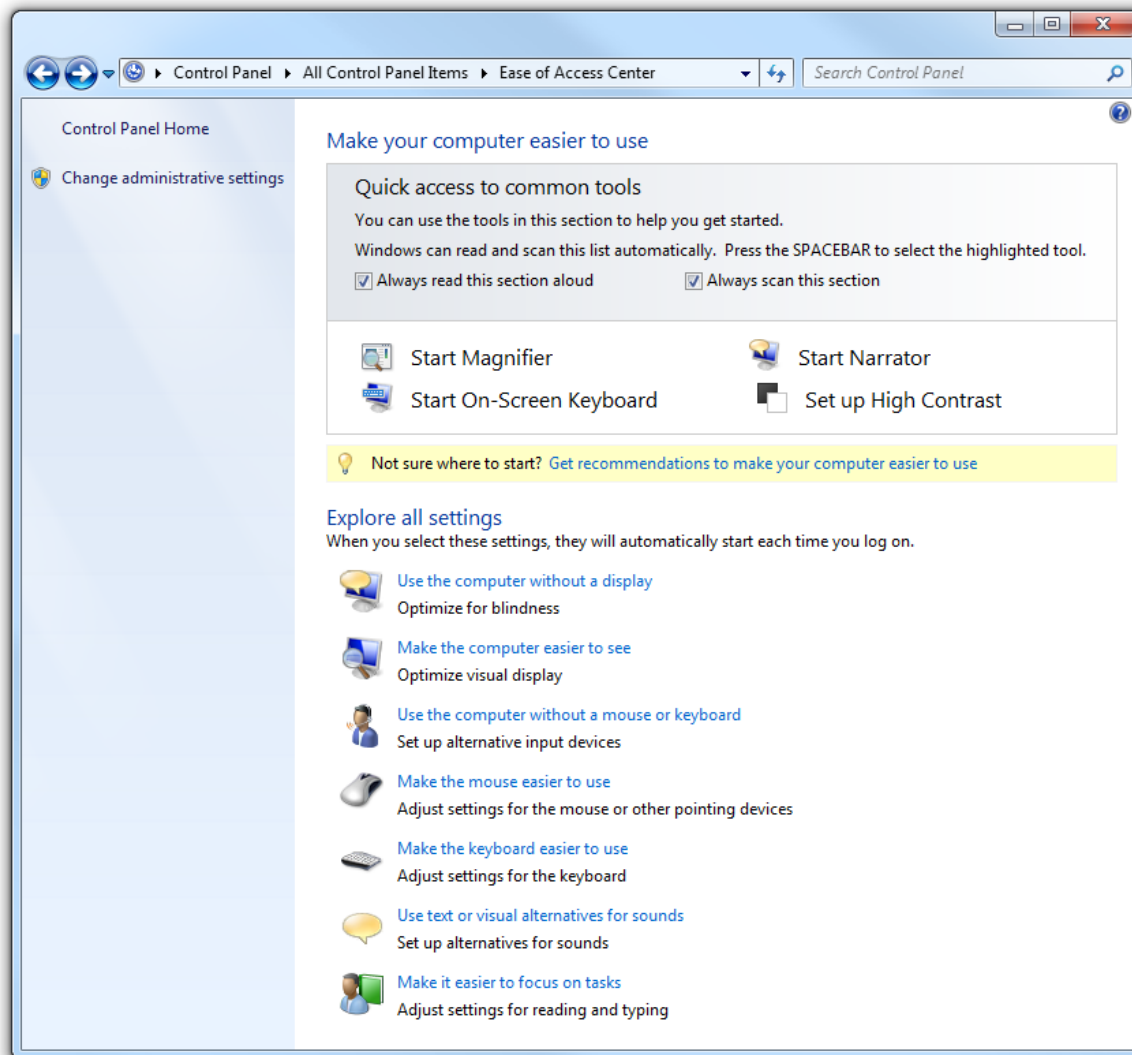 Control Panel All Control Panel Items Ease of Access Center Search Control Panel
Control Panel Home
Change administrative settings
Make your computer easier to use
Quick access to common tools
You can use the tools in this section to help you get started.
Windows can read and scan this list automatically. Press the SPACEBAR to select the highlighted tool.
Always read this section aloud Always scan this section
Start Magnifier Start Narrator
Start On-Screen Keyboard Set up High Contrast
Not sure where to start? Get recommendations to make your computer easier to use
Explore all settings
When you select these settings, they will automatically start each time you log on.
Use the computer without a display
Optimize for blindness
Make the computer easier to see
Optimize visual display
Use the computer without a mouse or keyboard
Set up alternative input devices
Make the mouse easier to use
Adjust settings for the mouse or other pointing devices
Make the keyboard easier to use
Adjust settings for the keyboard
Use text or visual alternatives for sounds
Set up alternatives for sounds
Make it easier to focus on tasks
Adjust settings for reading and typing